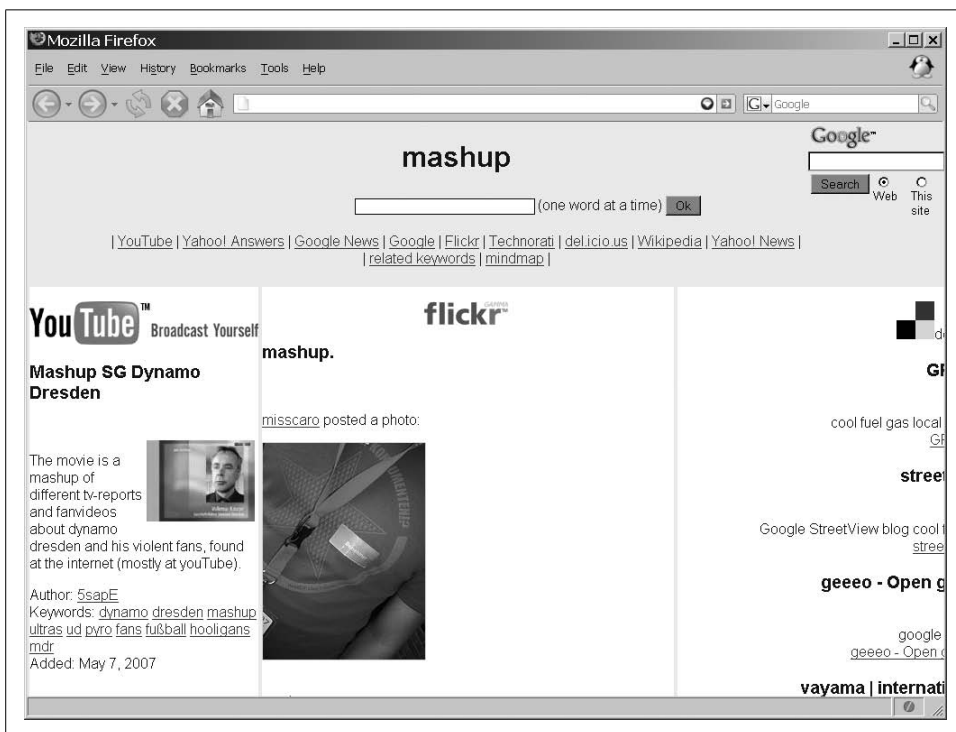 Mozilla Firefox
File Edit View History Bookmarks Tools Help
G Google
Google™
mashup
Search Web This site
(one word at a time) Ok
| YouTube | Yahoo! Answers | Google News | Google | Flickr | Technorati | del.icio.us | Wikipedia | Yahoo! News |
| related keywords | mindmap |
YouTube™ Broadcast Yourself
Mashup SG Dynamo
Dresden
The movie is a
mashup of
different tv-reports
and fanvideos
about dynamo
dresden and his violent fans, found
at the internet (mostly at youTube).
Author: 5sapE
Keywords: dynamo dresden mashup
ultras ud pyro fans fußball hooligans
mdr
Added: May 7, 2007
flickr GAMMA™
mashup.
misscaro posted a photo:
cool fuel gas local
street
Google StreetView blog cool f
stree
geeeo - Open g
google
geeeo - Open g
vayama | internati